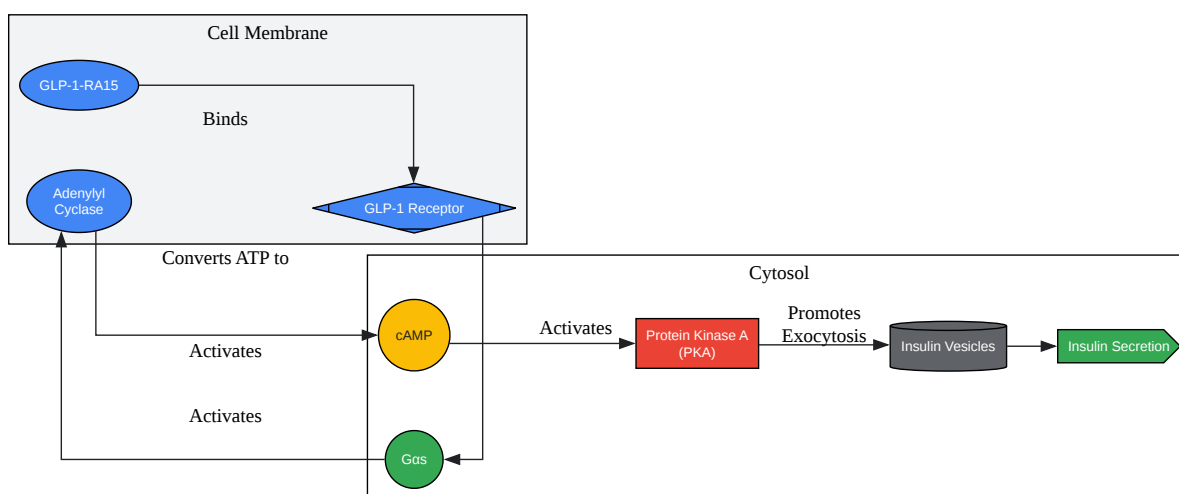 Cell Membrane
GLP-1-RA15
Binds
Adenylyl
Cyclase
GLP-1 Receptor
Converts ATP to
Cytosol
cAMP
Activates
Activates
Protein Kinase A
(PKA)
Promotes
Exocytosis
Insulin Vesicles
Insulin Secretion
Activates
Gαs